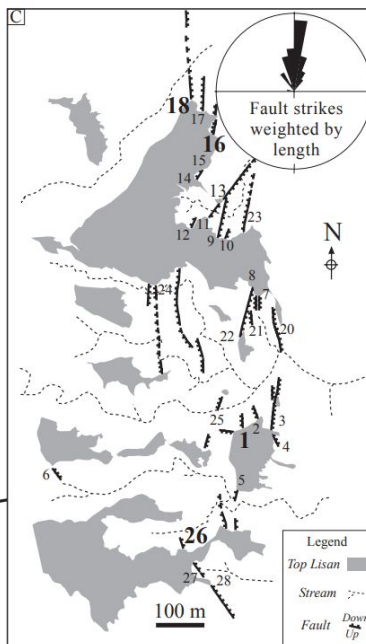 C
18
17
16
15
14
13
12
11
9
10
23
Fault strikes
weighted by
length
N
8
7
24
22
21
20
25
2
3
1
4
6
5
26
27
28
100 m
Legend
Top Lisan
Stream
Fault
Down
Up